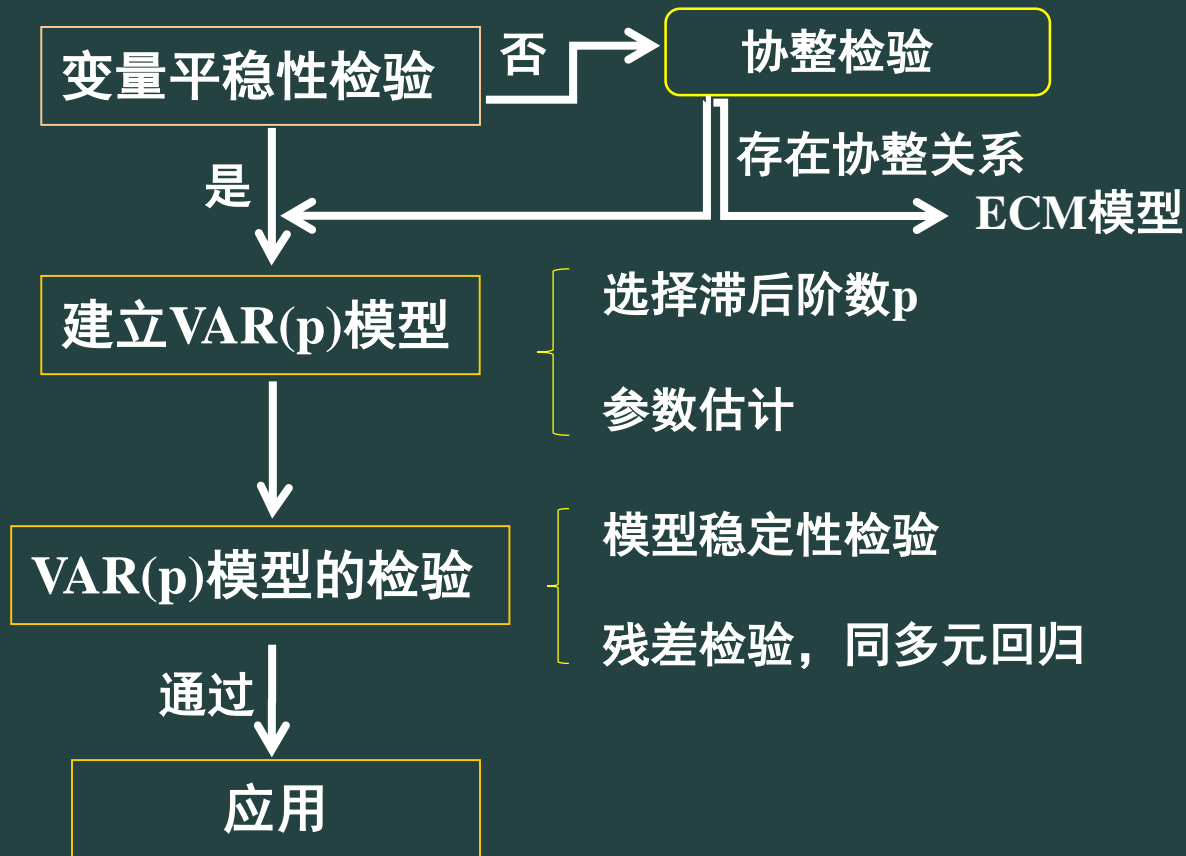 变量平稳性检验
否
协整检验
是
存在协整关系
ECM模型
建立VAR(p)模型
选择滞后阶数p
参数估计
VAR(p)模型的检验
模型稳定性检验
残差检验，同多元回归
通过
应用